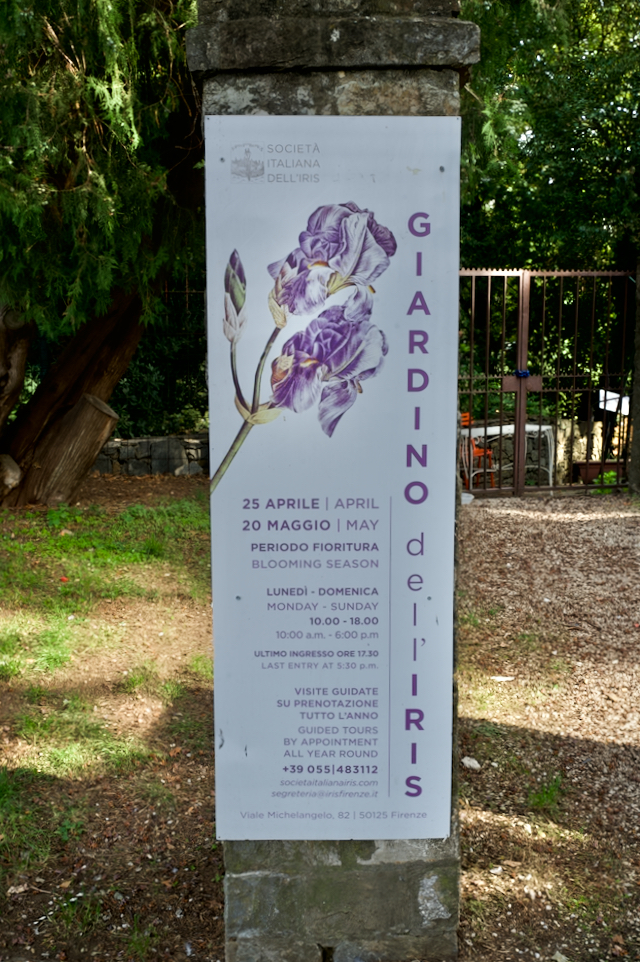 SOCIETÀ
ITALIANA
DELL'IRIS
GIARDINO dell'IRIS
25 APRILE | APRIL
20 MAGGIO | MAY
PERIODO FIORITURA
BLOOMING SEASON
LUNEDÌ - DOMENICA
MONDAY - SUNDAY
10.00 - 18.00
10:00 a.m. - 6:00 p.m
ULTIMO INGRESSO ORE 17.30
LAST ENTRY AT 5:30 p.m.
VISITE GUIDATE
SU PRENOTAZIONE
TUTTO L'ANNO
GUIDED TOURS
BY APPOINTMENT
ALL YEAR ROUND
+39 055|483112
societaitalianairis.com
segreteria@irisfirenze.it
Viale Michelangelo, 82 | 50125 Firenze